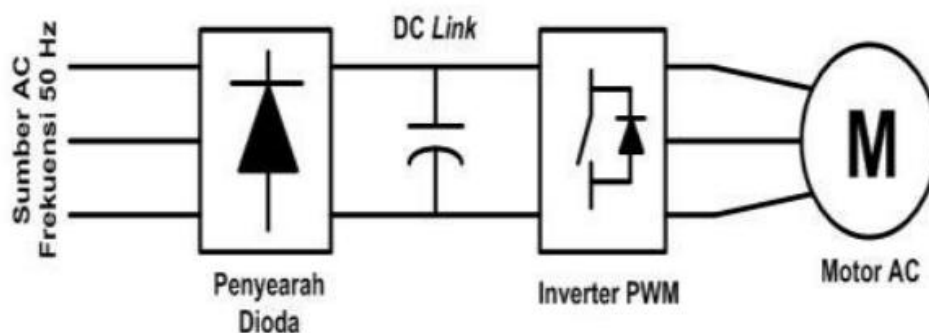 Sumber AC
Frekuensi 50 Hz
DC Link
M
Penyearah
Dioda
Inverter PWM
Motor AC